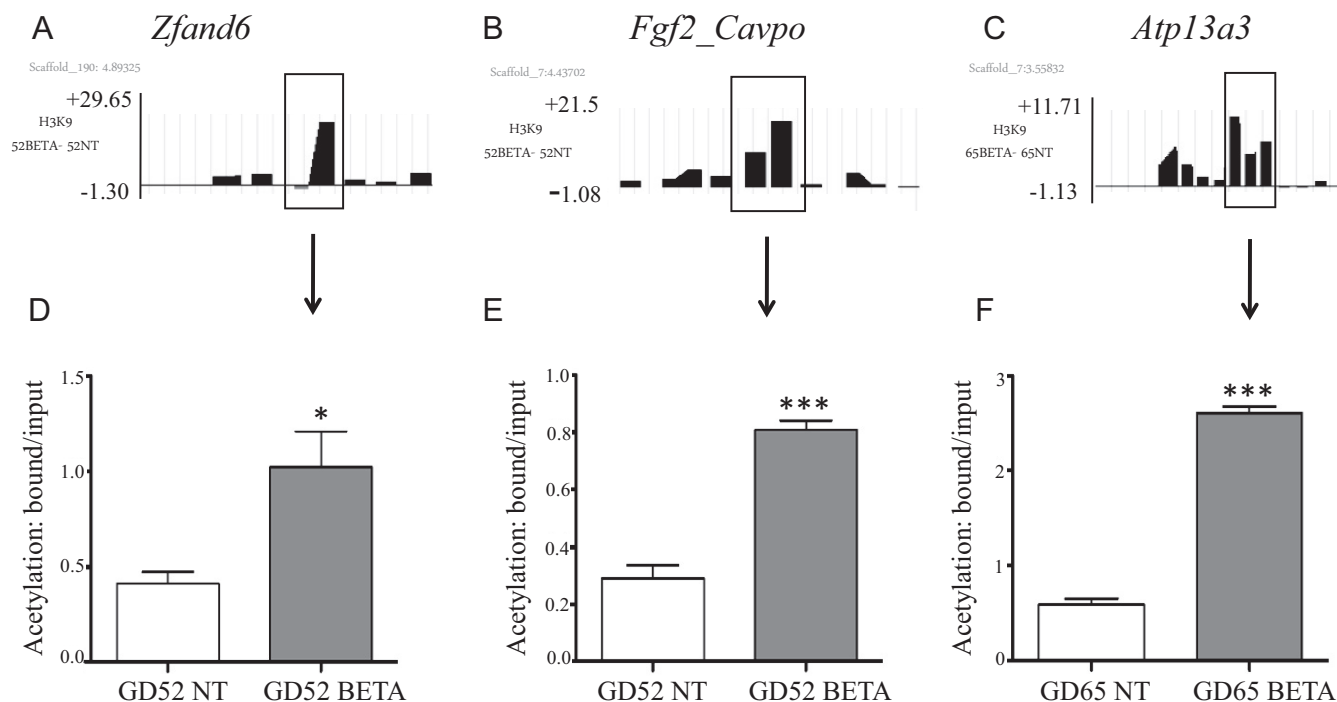 A
Zfand6
Scaffold_190: 4.89325
+29.65
H3K9
52BETA- 52NT
-1.30
B
Fgf2_Cavpo
Scaffold_7:4.43702
+21.5
H3K9
52BETA- 52NT
-1.08
C
Atp13a3
Scaffold_7:3.55832
+11.71
H3K9
65BETA- 65NT
-1.13
D
Acetylation: bound/input
1.5
1.0
0.5
0.0
*
GD52 NT
GD52 BETA
E
Acetylation: bound/input
1.0
0.8
0.6
0.4
0.2
0.0
***
GD52 NT
GD52 BETA
F
Acetylation: bound/input
3
2
1
0
***
GD65 NT
GD65 BETA